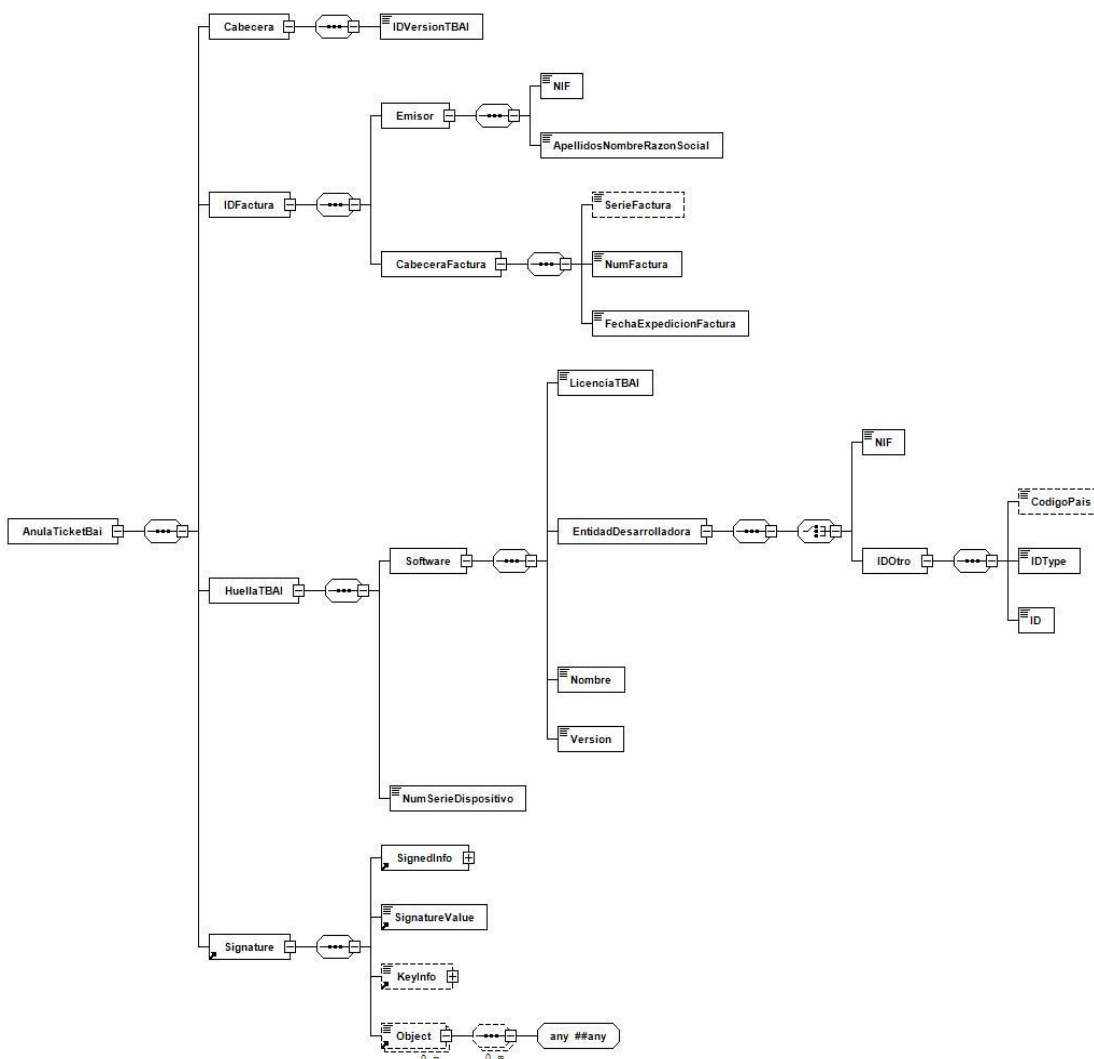 Cabecera
IDVersionTBAI
NIF
Emisor
ApellidosNombreRazonSocial
IDFactura
SerieFactura
CabeceraFactura
NumFactura
FechaExpedicionFactura
LicenciaTBAI
NIF
CodigoPais
AnulaTicketBai
EntidadDesarrolladora
Software
IDOtro
IDType
HuellaTBAI
ID
Nombre
Version
NumSerieDispositivo
SignedInfo
SignatureValue
Signature
KeyInfo
Object
any ##any